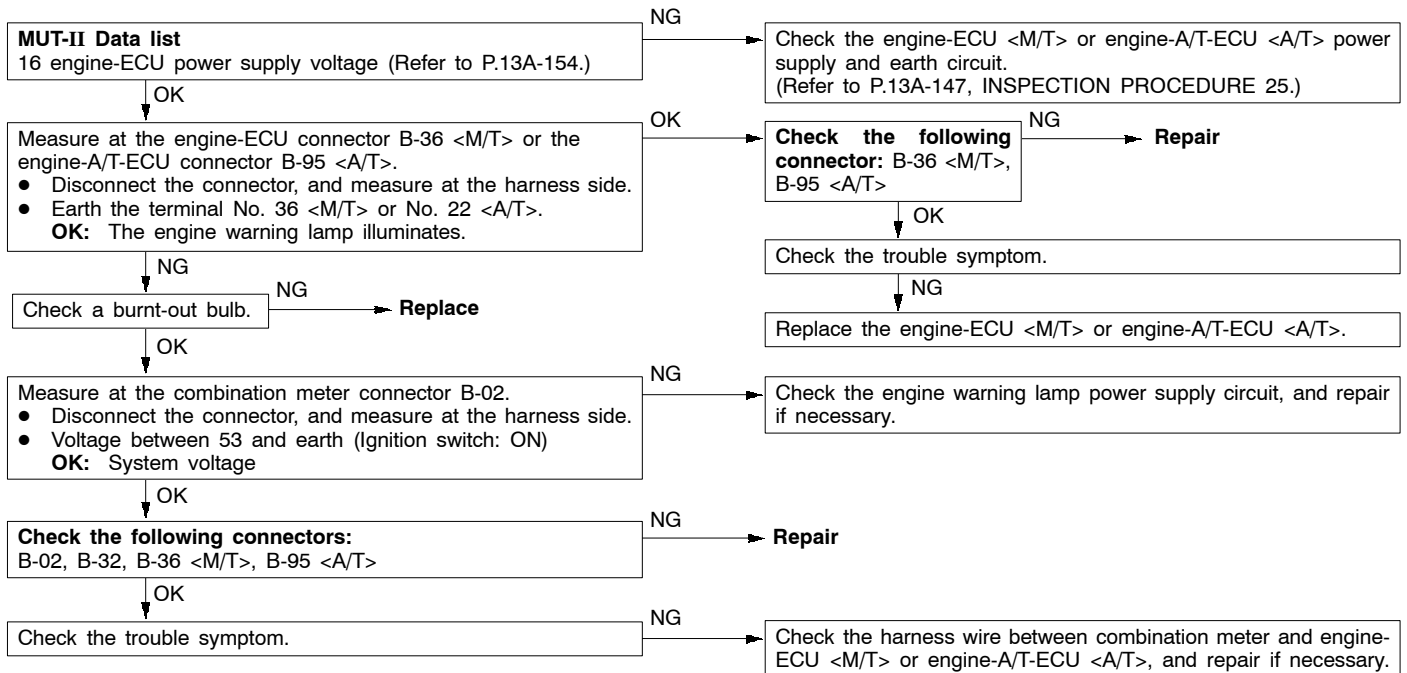 MUT-II Data list
16 engine-ECU power supply voltage (Refer to P.13A-154.)
NG
Check the engine-ECU <M/T> or engine-A/T-ECU <A/T> power
supply and earth circuit.
(Refer to P.13A-147, INSPECTION PROCEDURE 25.)
OK
Measure at the engine-ECU connector B-36 <M/T> or the
engine-A/T-ECU connector B-95 <A/T>.
● Disconnect the connector, and measure at the harness side.
● Earth the terminal No. 36 <M/T> or No. 22 <A/T>.
OK: The engine warning lamp illuminates.
OK
Check the following
connector: B-36 <M/T>,
B-95 <A/T>
NG
Repair
OK
Check the trouble symptom.
NG
Replace the engine-ECU <M/T> or engine-A/T-ECU <A/T>.
NG
Check a burnt-out bulb.
NG
Replace
OK
Measure at the combination meter connector B-02.
● Disconnect the connector, and measure at the harness side.
● Voltage between 53 and earth (Ignition switch: ON)
OK: System voltage
NG
Check the engine warning lamp power supply circuit, and repair
if necessary.
OK
Check the following connectors:
B-02, B-32, B-36 <M/T>, B-95 <A/T>
NG
Repair
OK
Check the trouble symptom.
NG
Check the harness wire between combination meter and engine-
ECU <M/T> or engine-A/T-ECU <A/T>, and repair if necessary.